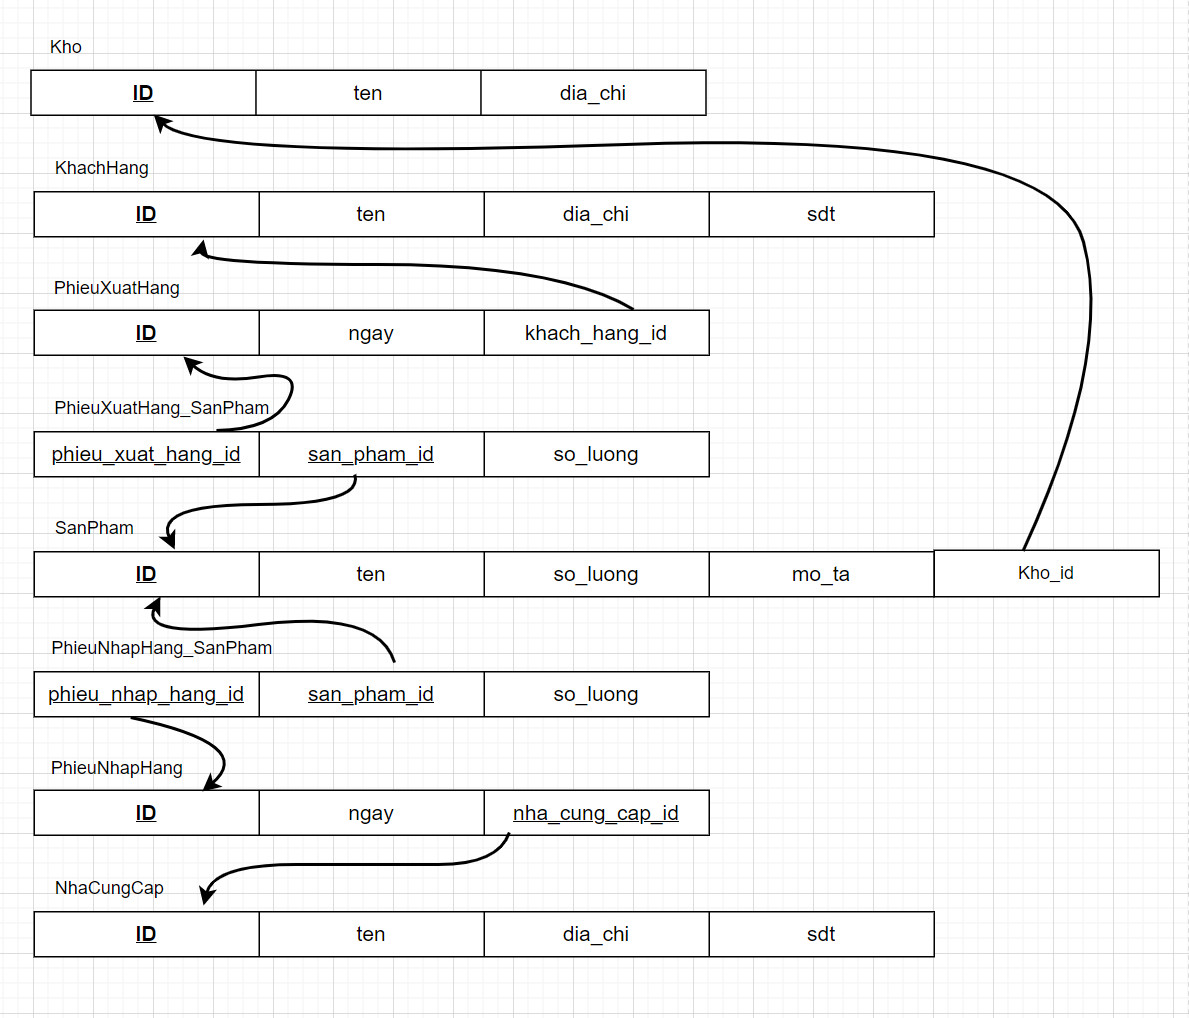 Kho
ID ten dia_chi
KhachHang
ID ten dia_chi sdt
PhieuXuatHang
ID ngay khach_hang_id
PhieuXuatHang_SanPham
phieu_xuat_hang_id san_pham_id so_luong
SanPham
ID ten so_luong mo_ta Kho_id
PhieuNhapHang_SanPham
phieu_nhap_hang_id san_pham_id so_luong
PhieuNhapHang
ID ngay nha_cung_cap_id
NhaCungCap
ID ten dia_chi sdt